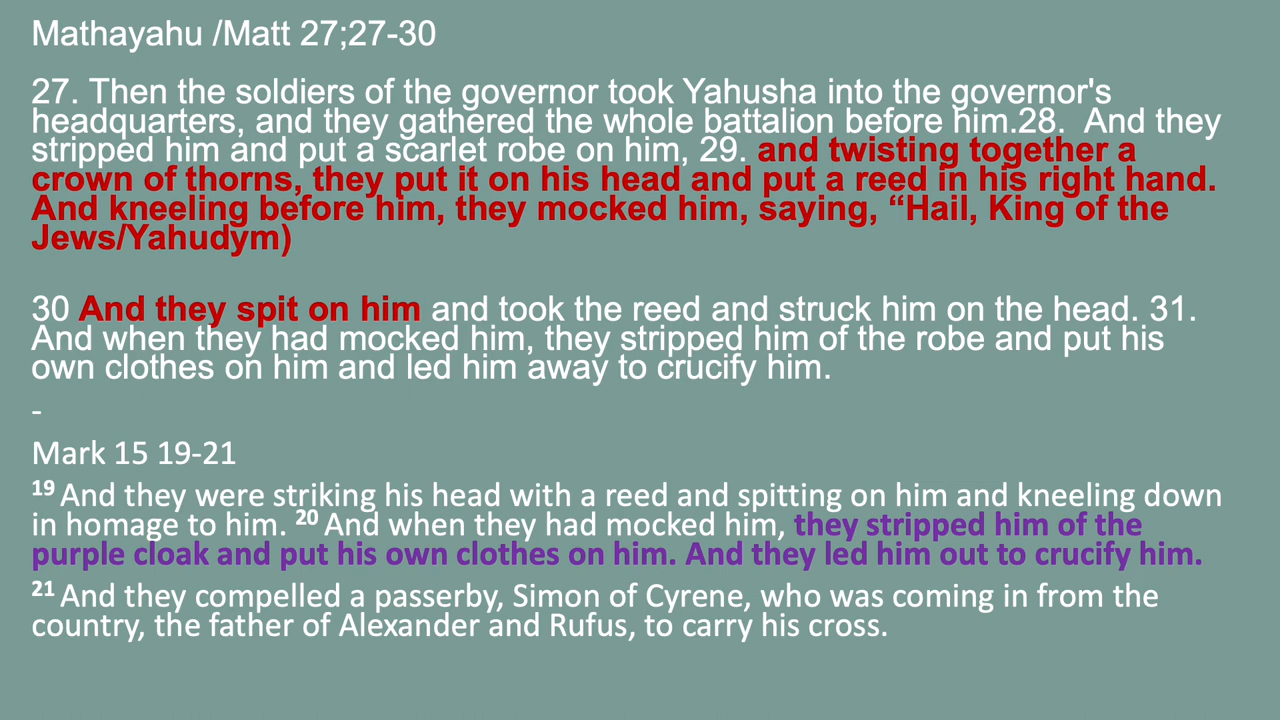 Mathayahu /Matt 27;27-30
27. Then the soldiers of the governor took Yahusha into the governor's
headquarters, and they gathered the whole battalion before him.28.  And they
stripped him and put a scarlet robe on him, 29. and twisting together a
crown of thorns, they put it on his head and put a reed in his right hand.
And kneeling before him, they mocked him, saying, “Hail, King of the
Jews/Yahudym)
30 And they spit on him and took the reed and struck him on the head. 31.
And when they had mocked him, they stripped him of the robe and put his
own clothes on him and led him away to crucify him.
-
Mark 15 19-21
19 And they were striking his head with a reed and spitting on him and kneeling down
in homage to him. 20 And when they had mocked him, they stripped him of the
purple cloak and put his own clothes on him. And they led him out to crucify him.
21 And they compelled a passerby, Simon of Cyrene, who was coming in from the
country, the father of Alexander and Rufus, to carry his cross.